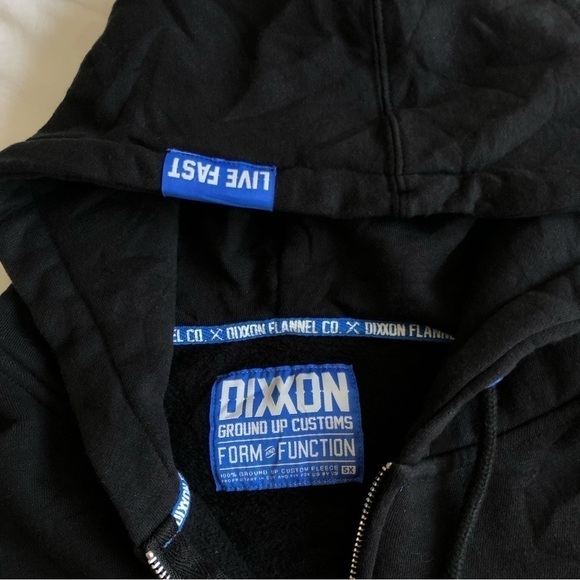 LIVE FAST
EL CO. X DIXXON FLANNEL CO. X DIXXON FLANNE
DIXXON
GROUND UP CUSTOMS
FORM AND FUNCTION
100% GROUND UP CUSTOM FLEECE
DIXXON